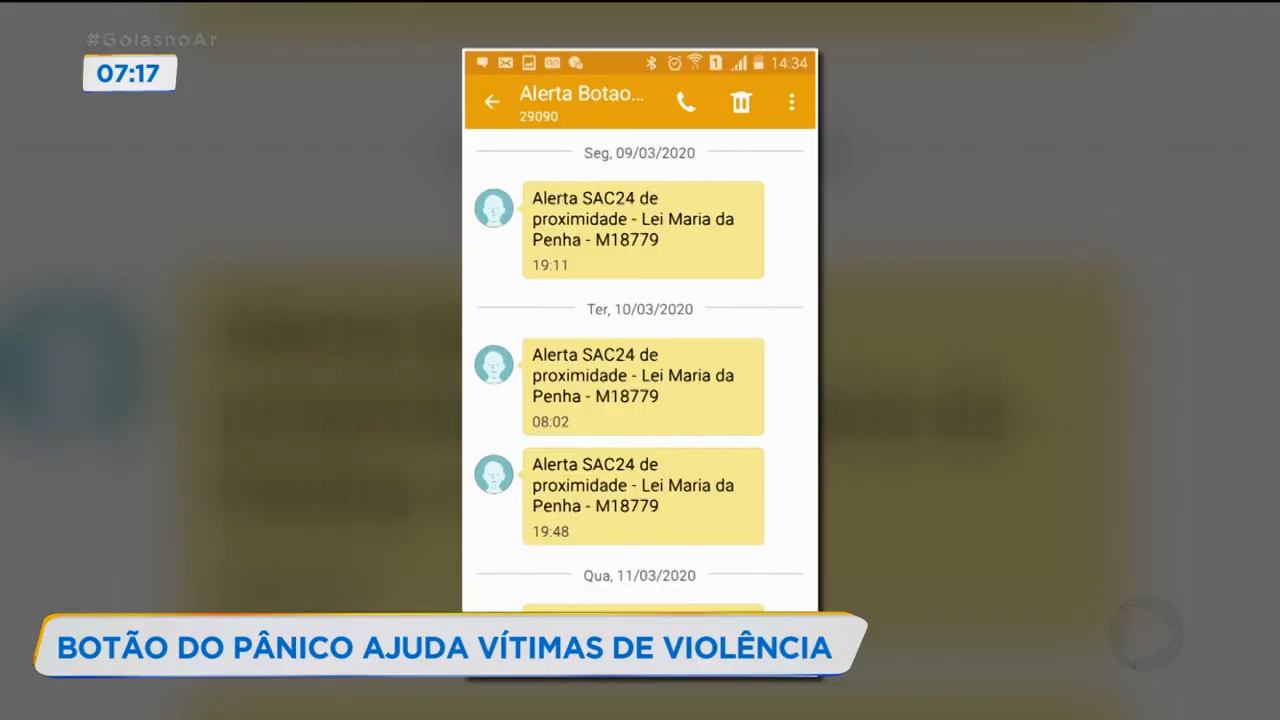 #GoiasnoAr
07:17
14:34
Alerta Botao...
29090
Seg, 09/03/2020
Alerta SAC24 de
proximidade - Lei Maria da
Penha - M18779
19:11
Ter, 10/03/2020
Alerta SAC24 de
proximidade - Lei Maria da
Penha - M18779
08:02
Alerta SAC24 de
proximidade - Lei Maria da
Penha - M18779
19:48
Qua, 11/03/2020
BOTÃO DO PÂNICO AJUDA VÍTIMAS DE VIOLÊNCIA